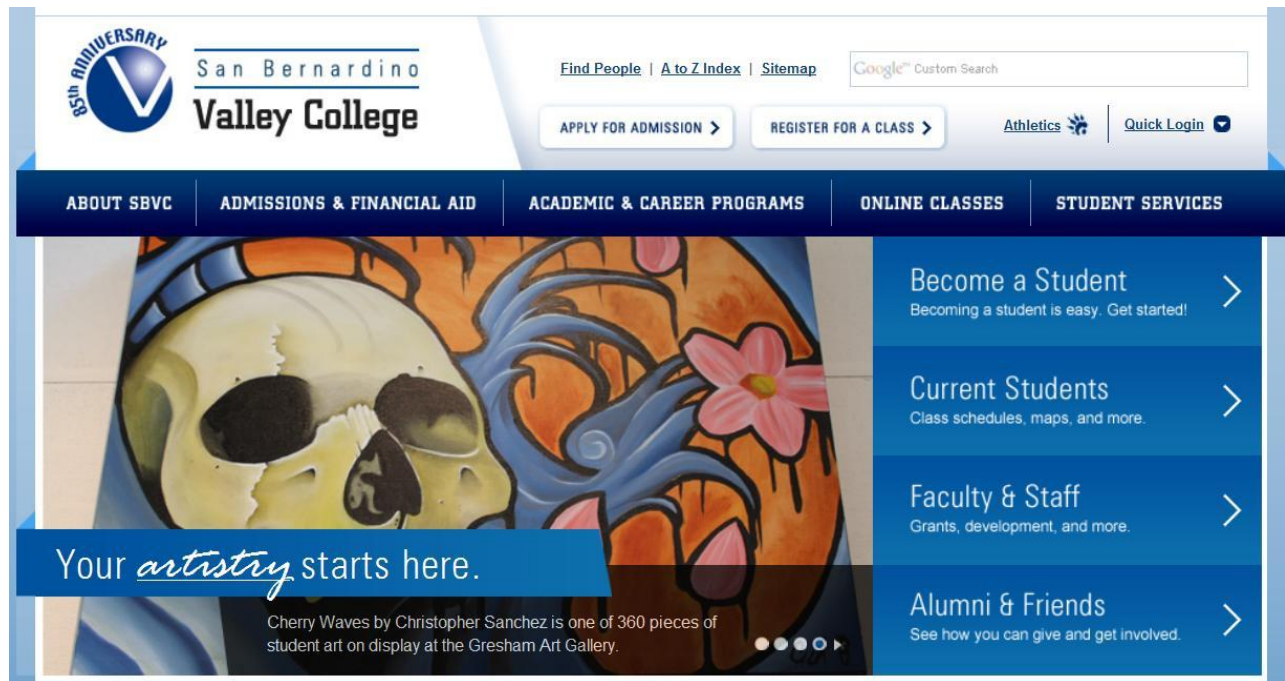 85th ANNIVERSARY
V
San Bernardino
Valley College
Find People | A to Z Index | Sitemap
Google™ Custom Search
APPLY FOR ADMISSION
REGISTER FOR A CLASS
Athletics
Quick Login
ABOUT SBVC
ADMISSIONS & FINANCIAL AID
ACADEMIC & CAREER PROGRAMS
ONLINE CLASSES
STUDENT SERVICES
Become a Student
Becoming a student is easy. Get started!
Current Students
Class schedules, maps, and more.
Faculty & Staff
Grants, development, and more.
Alumni & Friends
See how you can give and get involved.
Your artistry starts here.
Cherry Waves by Christopher Sanchez is one of 360 pieces of
student art on display at the Gresham Art Gallery.